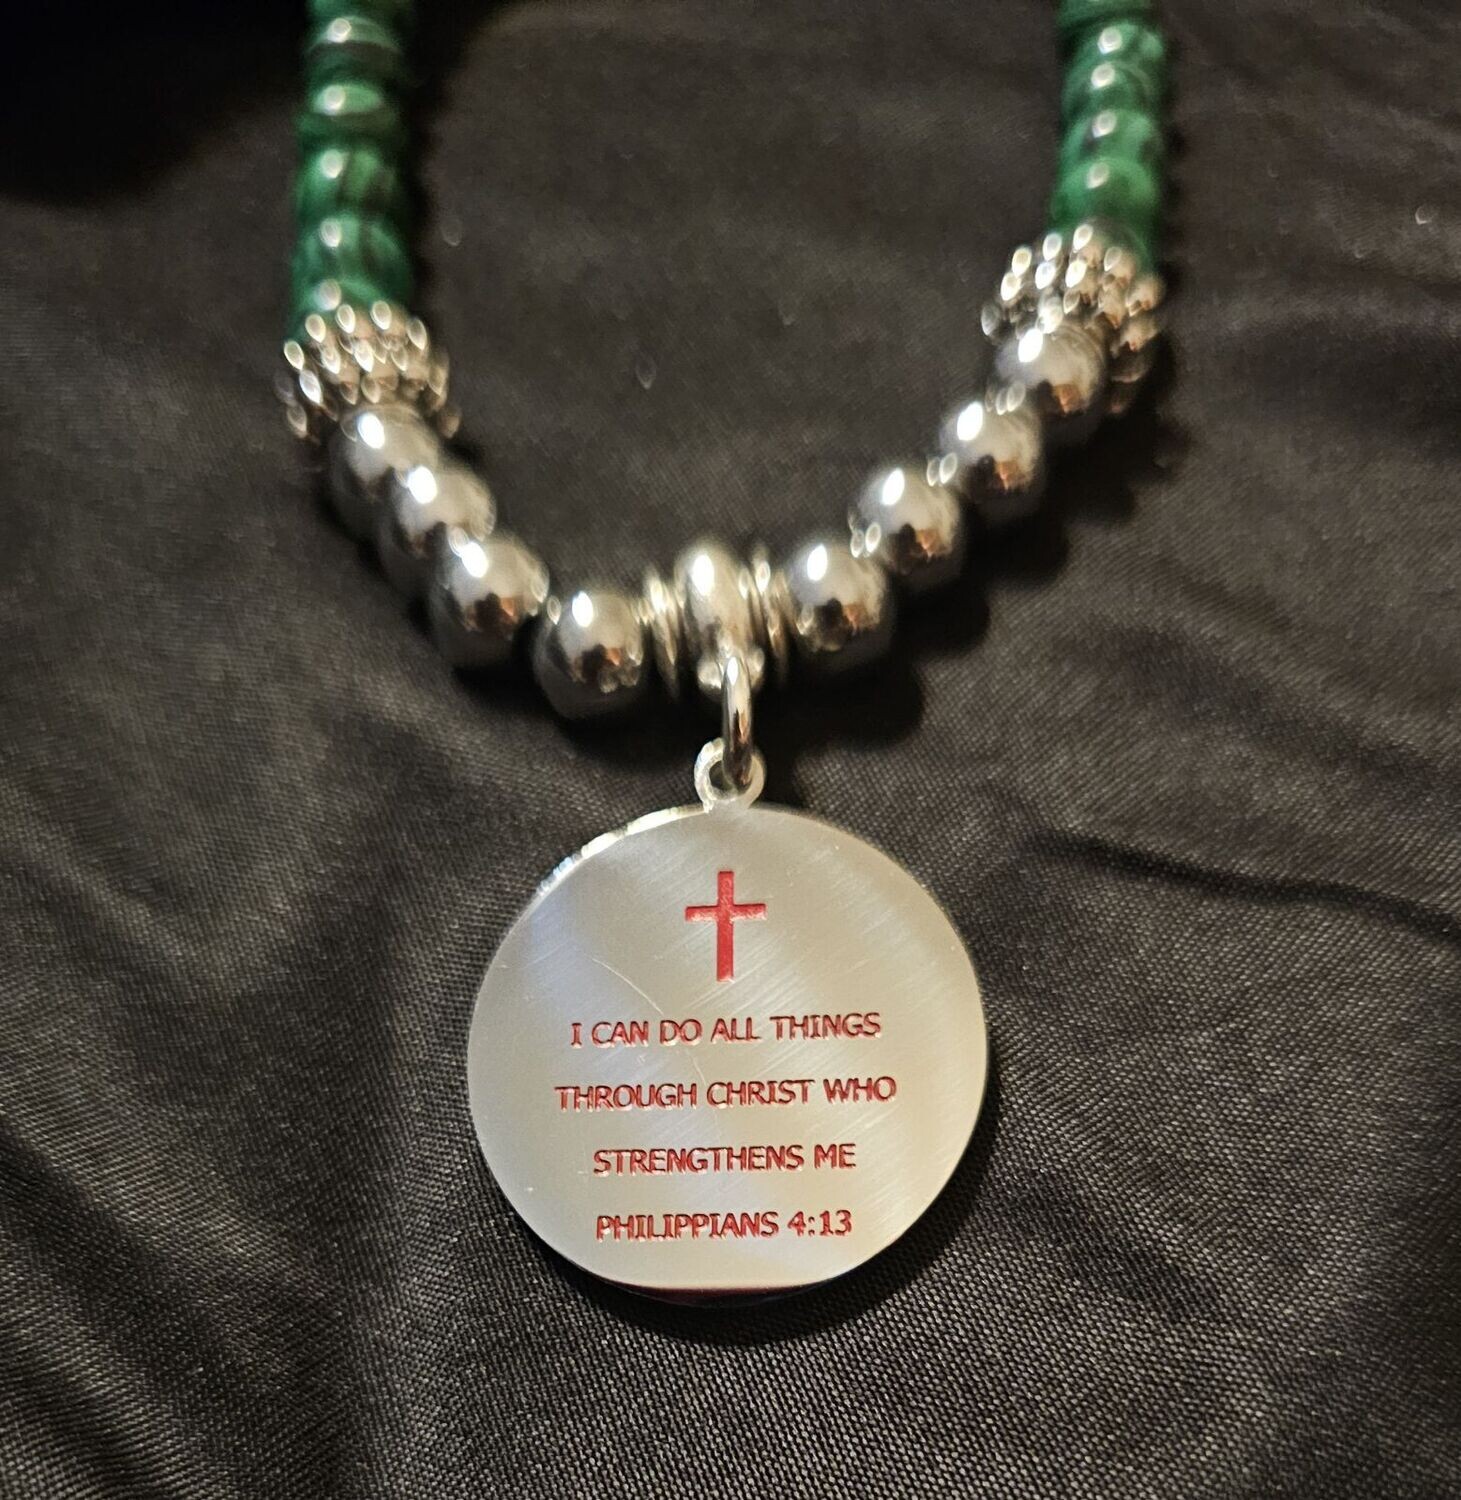 I CAN DO ALL THINGS
THROUGH CHRIST WHO
STRENGTHENS ME
PHILIPPIANS 4:13